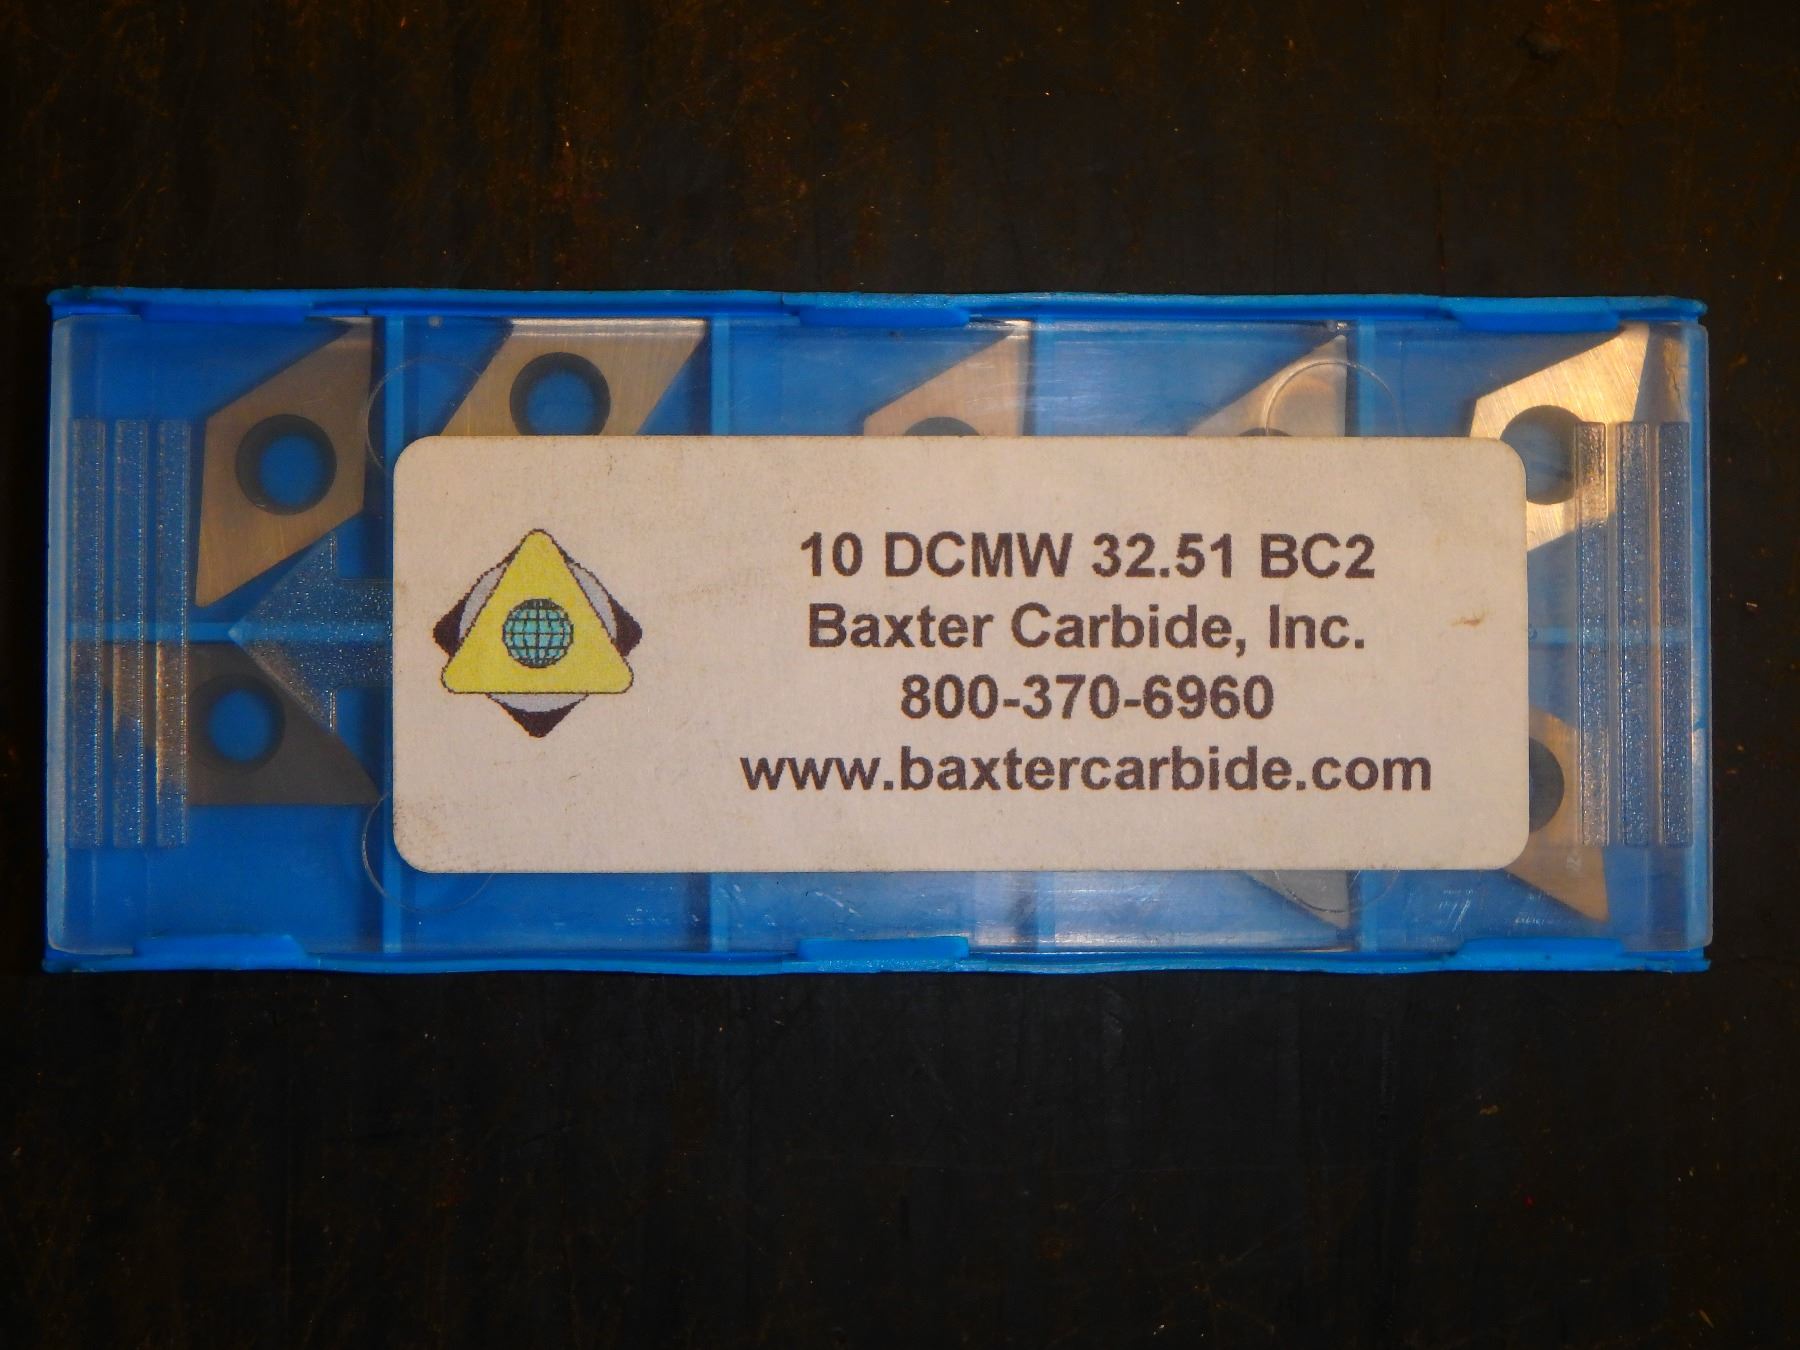 10 DCMW 32.51 BC2
Baxter Carbide, Inc.
800-370-6960
www.baxtercarbide.com